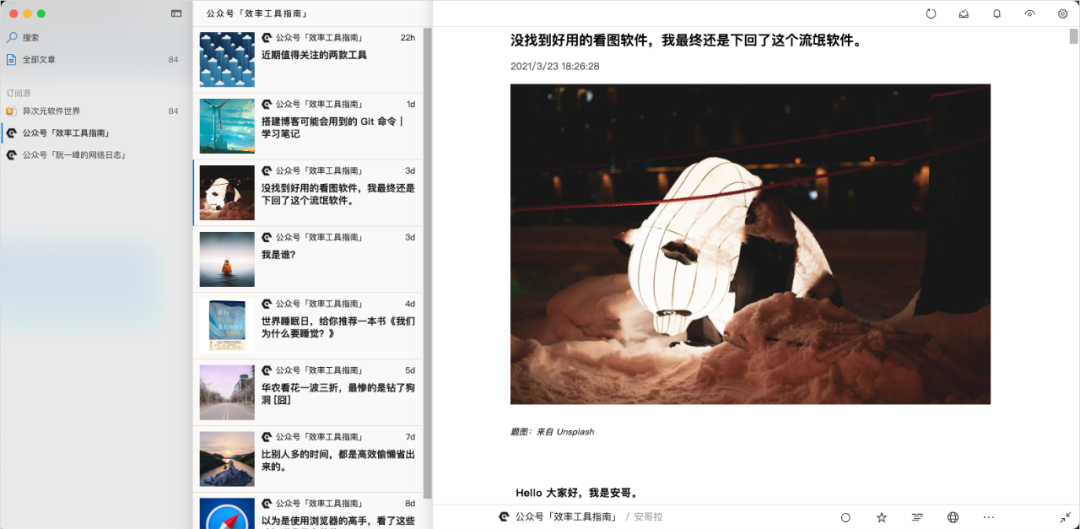 搜索
全部文章 84
订阅源
异次元软件世界 84
公众号「效率工具指南」
公众号「阮一峰的网络日志」
公众号「效率工具指南」
公众号「效率工具指南」 22h
近期值得关注的两款工具
公众号「效率工具指南」 1d
搭建博客可能会用到的 Git 命令 |
学习笔记
公众号「效率工具指南」 3d
没找到好用的看图软件，我最终还是
下回了这个流氓软件。
公众号「效率工具指南」 3d
我是谁?
公众号「效率工具指南」 4d
世界睡眠日，给你推荐一本书《我们
为什么要睡觉? 》
公众号「效率工具指南」 5d
华农看花一波三折，最惨的是钻了狗
洞 [囧]
公众号「效率工具指南」 7d
比别人多的时间，都是高效偷懒省出
来的。
公众号「效率工具指南」 8d
以为是使用浏览器的高手，看了这些
没找到好用的看图软件，我最终还是下回了这个流氓软件。
2021/3/23 18:26:28
题图：来自 Unsplash
Hello 大家好，我是安哥。
公众号「效率工具指南」 / 安哥拉